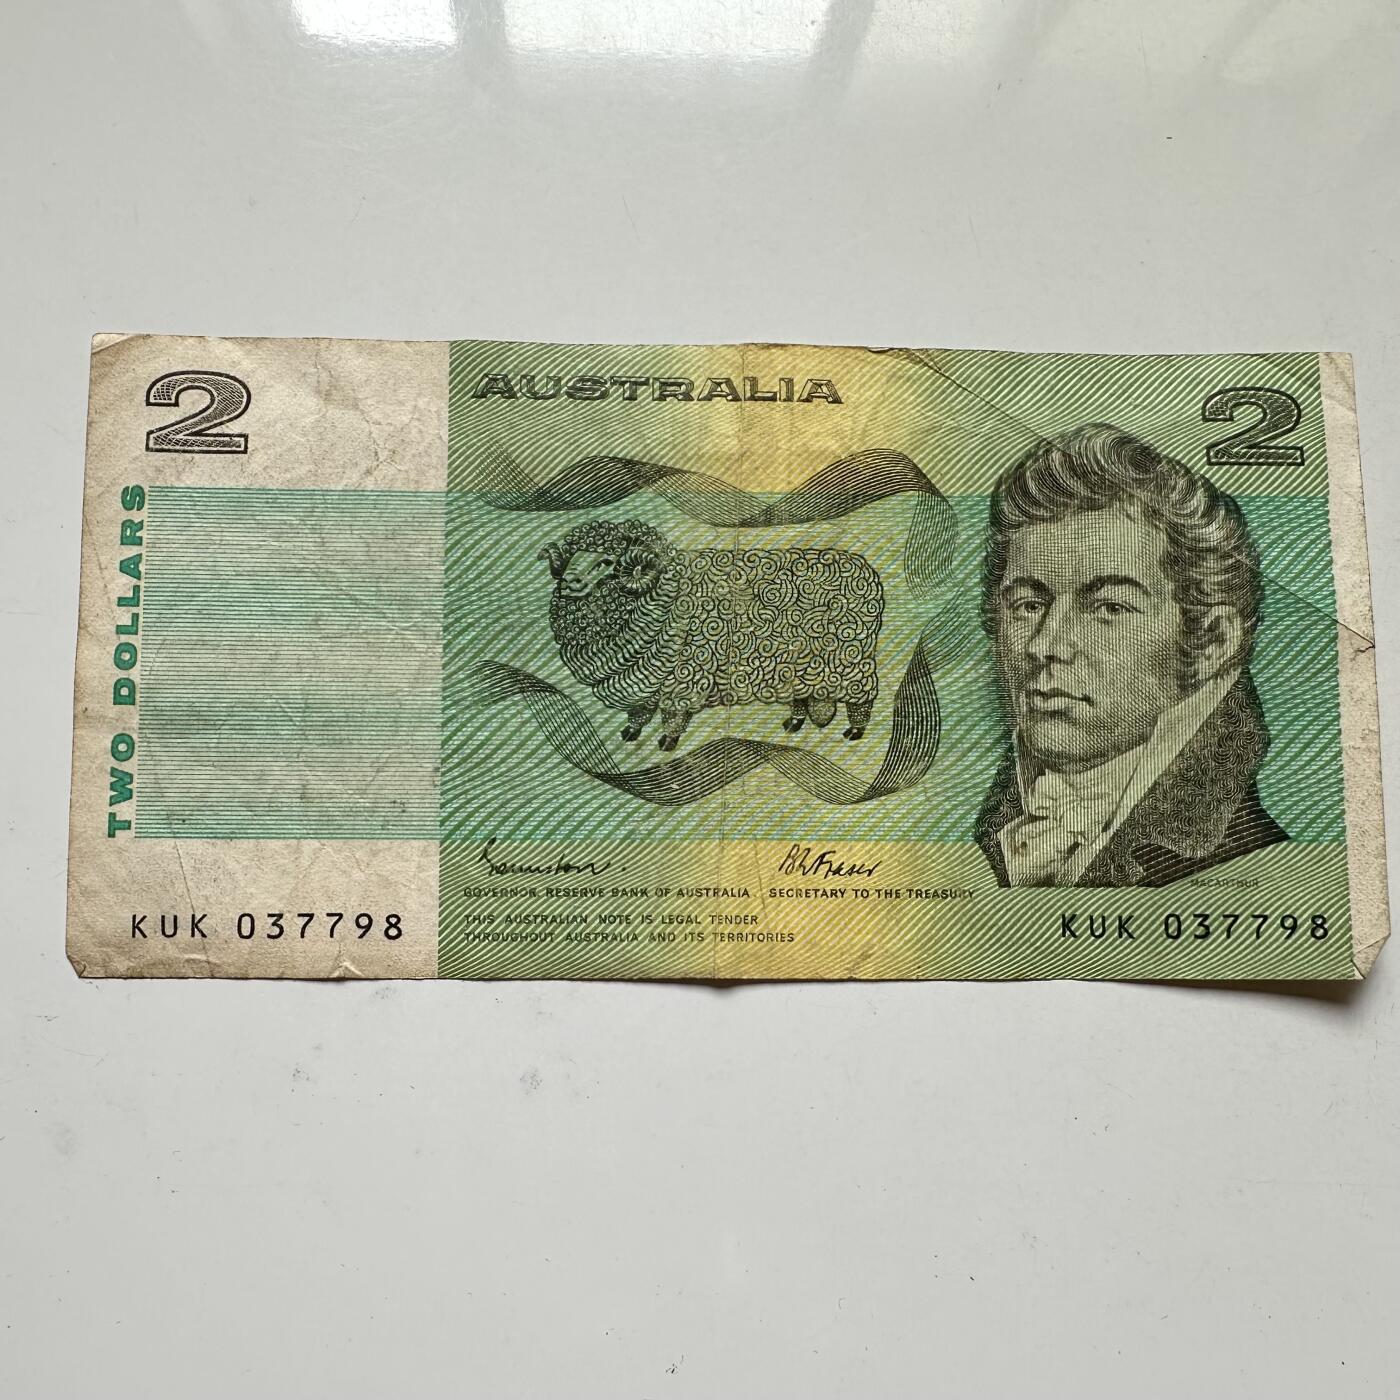 2
AUSTRALIA
2
TWO DOLLARS
GOVERNOR, RESERVE BANK OF AUSTRALIA.
SECRETARY TO THE TREASURY
MACARTHUR
THIS AUSTRALIAN NOTE IS LEGAL TENDER
THROUGHOUT AUSTRALIA AND ITS TERRITORIES
KUK 037798
KUK 037798